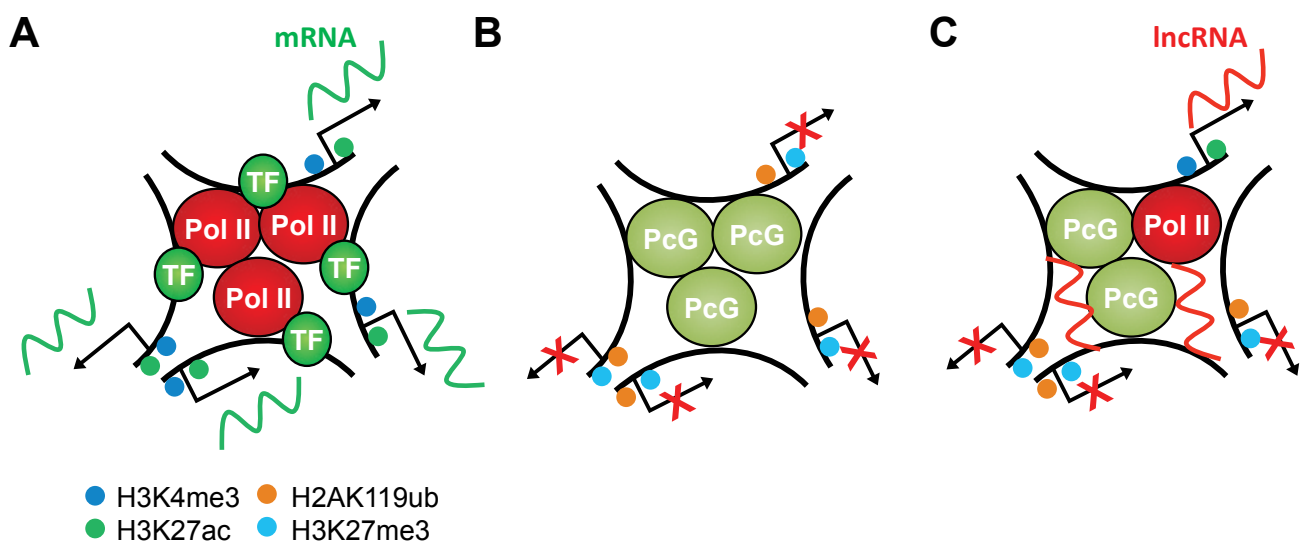 A
B
C
mRNA
lncRNA
TF
Pol II
Pol II
TF
TF
Pol II
TF
PcG
PcG
PcG
PcG
Pol II
PcG
H3K4me3
H2AK119ub
H3K27ac
H3K27me3